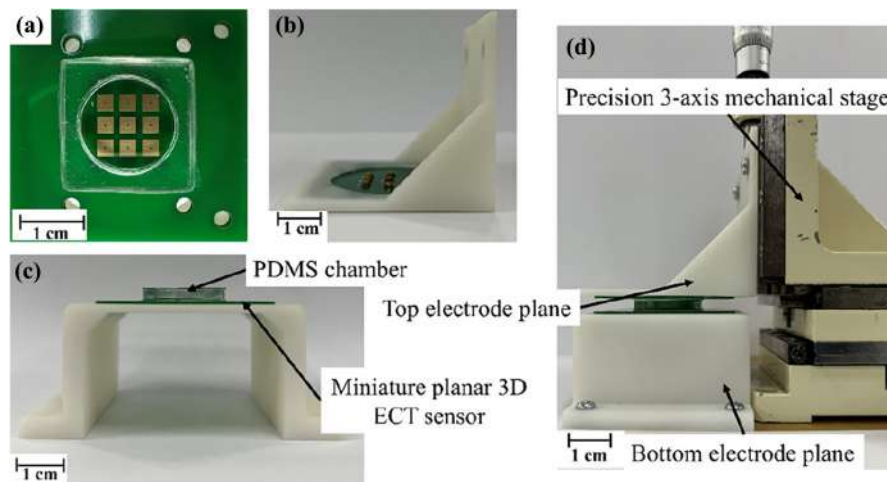 (a)
1 cm
(b)
1 cm
(c)
PDMS chamber
Miniature planar 3D
ECT sensor
1 cm
(d)
Precision 3-axis mechanical stage
Top electrode plane
Bottom electrode plane
1 cm